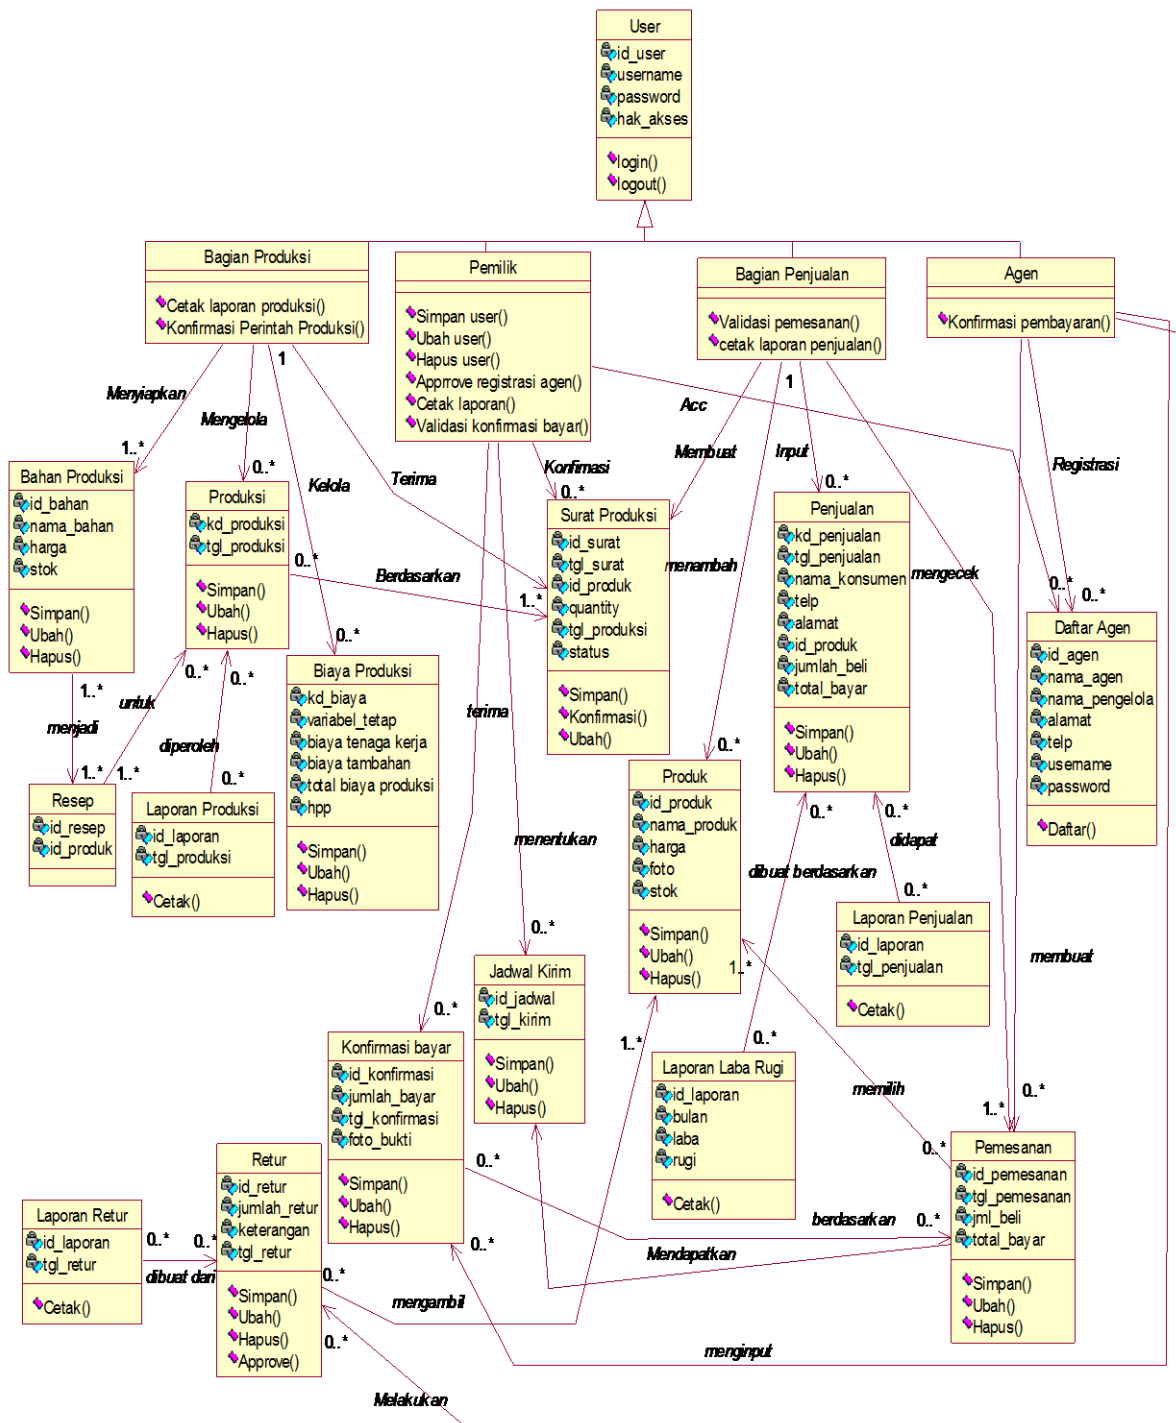 User
id_user
username
password
hak_akses
login()
logout()
Bagian Produksi
Cetak laporan produksi()
Konfirmasi Perintah Produksi()
Pemilik
Simpan user()
Ubah user()
Hapus user()
Apprrove registrasi agen()
Cetak laporan()
Validasi konfirmasi bayar()
Bagian Penjualan
Validasi pemesanan()
cetak laporan penjualan()
Agen
Konfirmasi pembayaran()
1
1
Menyiapkan
Mengelola
Kelola
Terima
Konfirmasi
Membuat
Input
Acc
Registrasi
1..*
0..*
0..*
0..*
0..*
0..*
Bahan Produksi
id_bahan
nama_bahan
harga
stok
Simpan()
Ubah()
Hapus()
Produksi
kd_produksi
tgl_produksi
Simpan()
Ubah()
Hapus()
0..*
Berdasarkan
1..*
Surat Produksi
id_surat
tgl_surat
id_produk
quantity
tgl_produksi
status
Simpan()
Konfirmasi()
Ubah()
menambah
Penjualan
kd_penjualan
tgl_penjualan
nama_konsumen
telp
alamat
id_produk
jumlah_beli
total_bayar
Simpan()
Ubah()
Hapus()
mengecek
Daftar Agen
id_agen
nama_agen
nama_pengelola
alamat
telp
username
password
Daftar()
0..*
Biaya Produksi
kd_biaya
variabel_tetap
biaya tenaga kerja
biaya tambahan
total biaya produksi
hpp
Simpan()
Ubah()
Hapus()
1..*
menjadi
1..*
untuk
0..*
1..*
0..*
diperoleh
0..*
Resep
id_resep
id_produk
Laporan Produksi
id_laporan
tgl_produksi
Cetak()
terima
menentukan
0..*
Produk
id_produk
nama_produk
harga
foto
stok
Simpan()
Ubah()
Hapus()
0..*
dibuat berdasarkan
0..*
didapat
0..*
Laporan Penjualan
id_laporan
tgl_penjualan
Cetak()
membuat
0..*
Jadwal Kirim
id_jadwal
tgl_kirim
Simpan()
Ubah()
Hapus()
0..*
Konfirmasi bayar
id_konfirmasi
jumlah_bayar
tgl_konfirmasi
foto_bukti
Simpan()
Ubah()
Hapus()
1..*
1..*
0..*
Laporan Laba Rugi
id_laporan
bulan
laba
rugi
Cetak()
memilih
0..*
1..*
0..*
Pemesanan
id_pemesanan
tgl_pemesanan
jml_beli
total_bayar
Simpan()
Ubah()
Hapus()
0..*
berdasarkan
0..*
Mendapatkan
Retur
id_retur
jumlah_retur
keterangan
tgl_retur
Simpan()
Ubah()
Hapus()
Approve()
Laporan Retur
id_laporan
tgl_retur
Cetak()
0..*
dibuat dari
0..*
0..*
mengambil
0..*
menginput
0..*
Melakukan